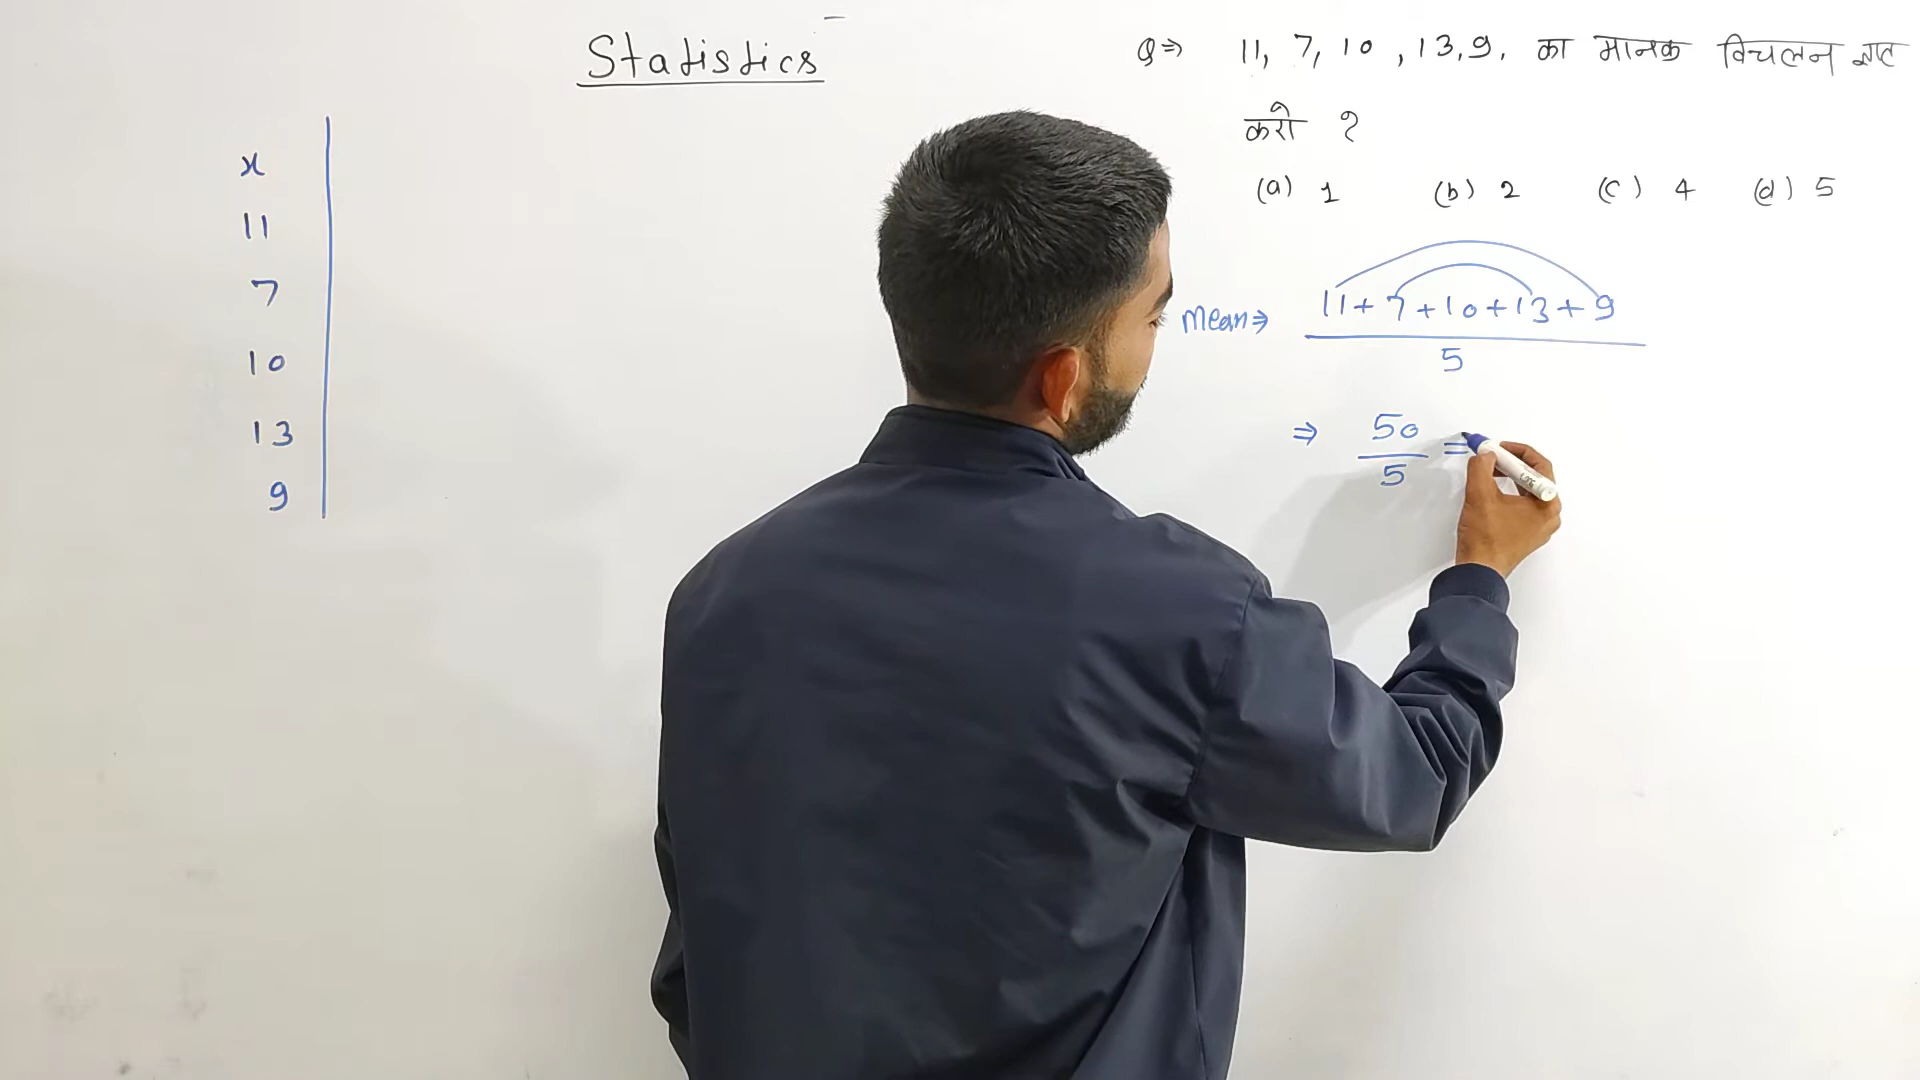 Statistics
Q⇒ 11, 7, 10, 13, 9, का मानक विचलन ज्ञात
करो ?
(a) 1 (b) 2 (c) 4 (d) 5
x
11
7
10
13
9
Mean⇒ 11+7+10+13+9
5
⇒ 50
5 =